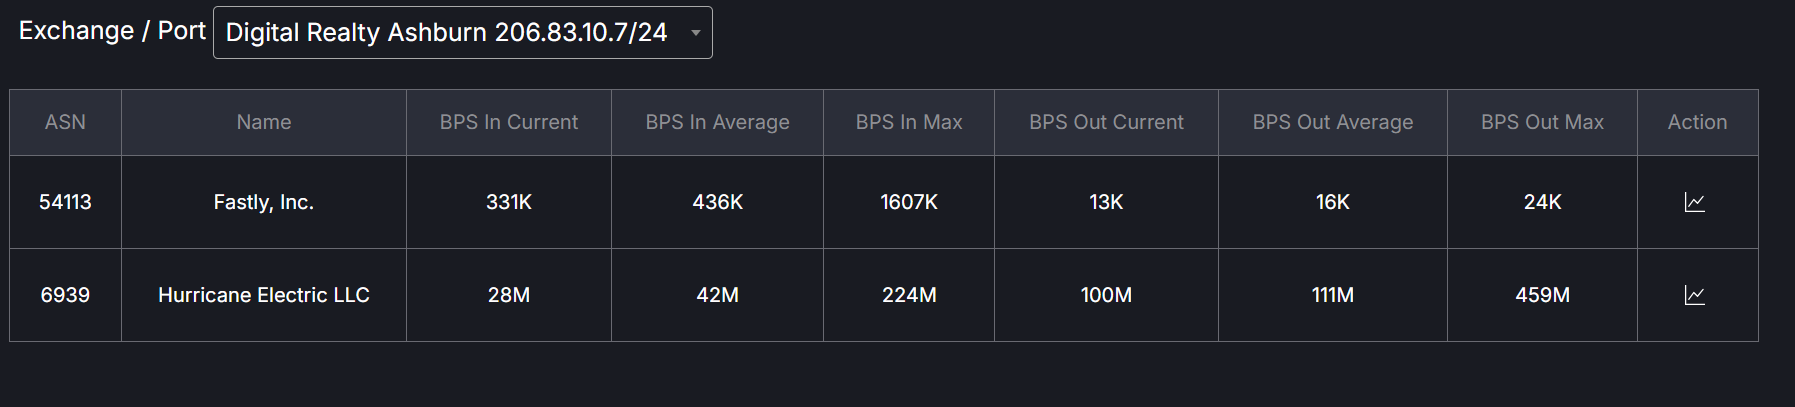 Exchange / Port Digital Realty Ashburn 206.83.10.7/24
ASN Name BPS In Current BPS In Average BPS In Max BPS Out Current BPS Out Average BPS Out Max Action
54113 Fastly, Inc. 331K 436K 1607K 13K 16K 24K
6939 Hurricane Electric LLC 28M 42M 224M 100M 111M 459M